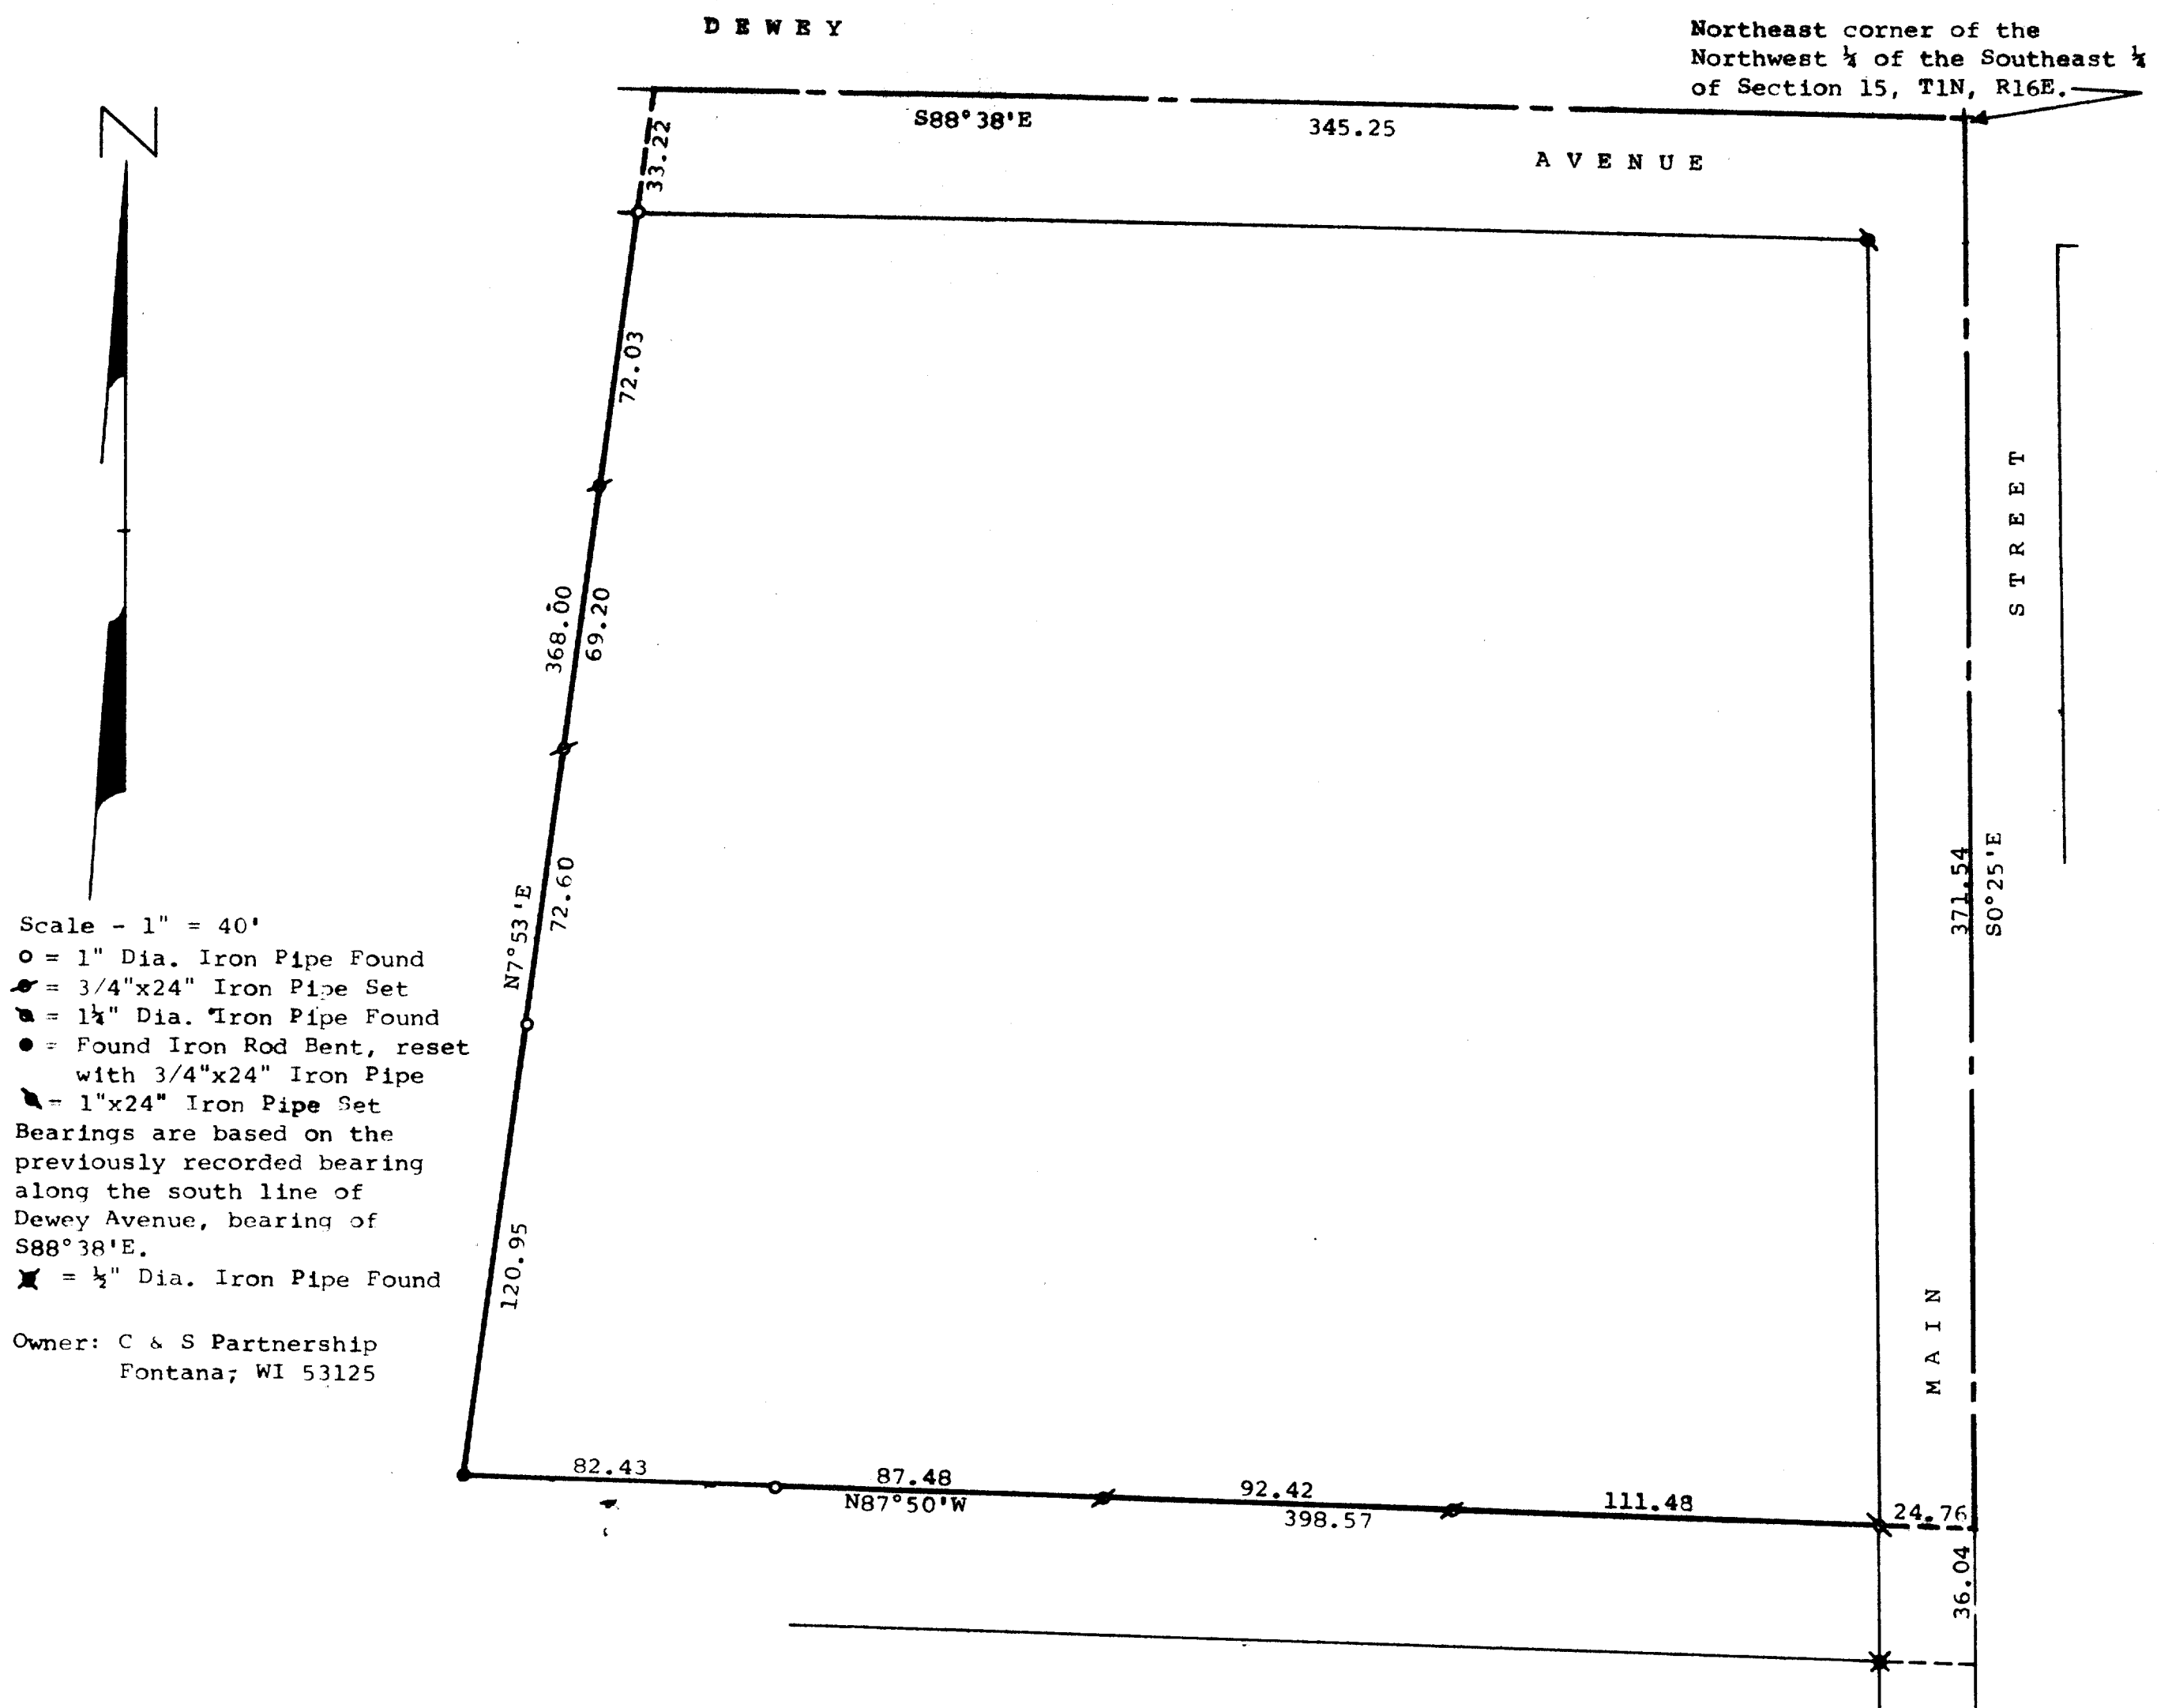 DEWEY
Northeast corner of the
Northwest ¼ of the Southeast ¼
of Section 15, T1N, R16E.
N
S88°38'E
345.25
AVENUE
33.22
72.03
368.00
69.20
N7°53'E
72.60
120.95
STREET
371.54
S0°25'E
MAIN
Scale - 1" = 40'
o = 1" Dia. Iron Pipe Found
= 3/4"x24" Iron Pipe Set
= 1¼" Dia. Iron Pipe Found
● = Found Iron Rod Bent, reset
with 3/4"x24" Iron Pipe
= 1"x24" Iron Pipe Set
Bearings are based on the
previously recorded bearing
along the south line of
Dewey Avenue, bearing of
S88°38'E.
= ½" Dia. Iron Pipe Found
Owner: C & S Partnership
Fontana, WI 53125
82.43
87.48
N87°50'W
92.42
398.57
111.48
24.76
36.04